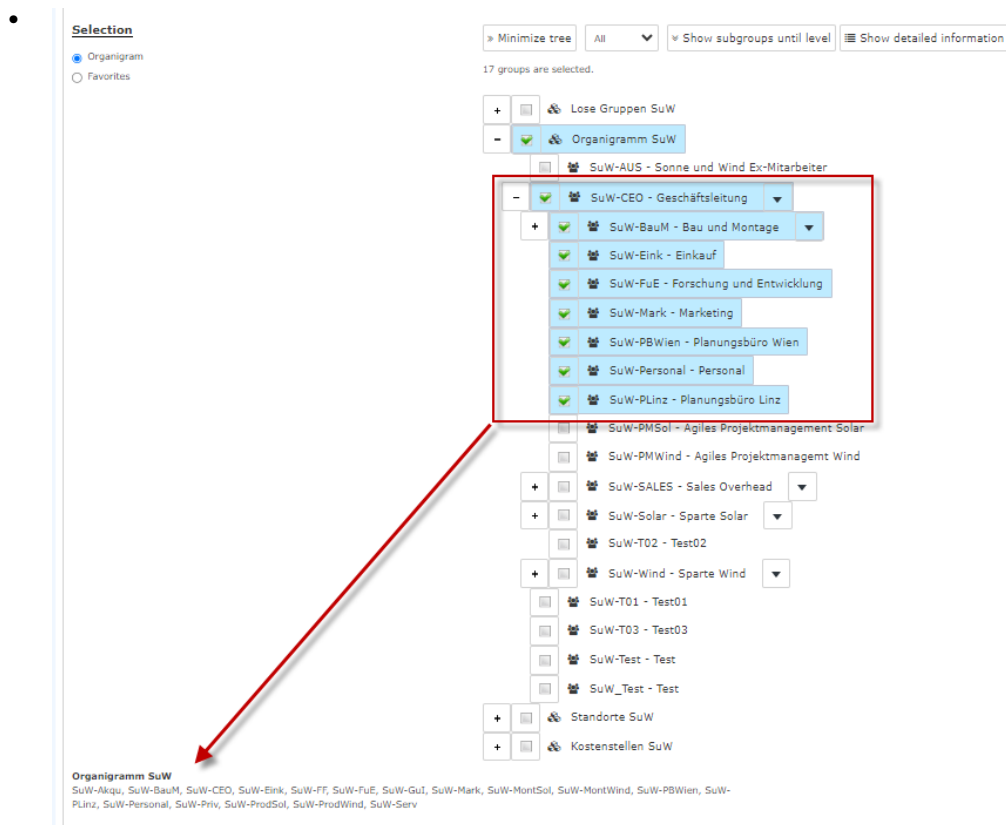 Selection
Organigram
Favorites
» Minimize tree
All
Show subgroups until level
Show detailed information
17 groups are selected.
+ Lose Gruppen SuW
- Organigramm SuW
SuW-AUS - Sonne und Wind Ex-Mitarbeiter
- SuW-CEO - Geschäftsleitung
+ SuW-BauM - Bau und Montage
SuW-Eink - Einkauf
SuW-FuE - Forschung und Entwicklung
SuW-Mark - Marketing
SuW-PBWien - Planungsbüro Wien
SuW-Personal - Personal
SuW-PLinz - Planungsbüro Linz
SuW-PMSol - Agiles Projektmanagement Solar
SuW-PMWind - Agiles Projektmanagemt Wind
+ SuW-SALES - Sales Overhead
+ SuW-Solar - Sparte Solar
SuW-T02 - Test02
+ SuW-Wind - Sparte Wind
SuW-T01 - Test01
SuW-T03 - Test03
SuW-Test - Test
SuW_Test - Test
+ Standorte SuW
+ Kostenstellen SuW
Organigramm SuW
SuW-Akqu, SuW-BauM, SuW-CEO, SuW-Eink, SuW-FF, SuW-FuE, SuW-GuI, SuW-Mark, SuW-MontSol, SuW-MontWind, SuW-PBWien, SuW-
PLinz, SuW-Personal, SuW-Priv, SuW-ProdSol, SuW-ProdWind, SuW-Serv